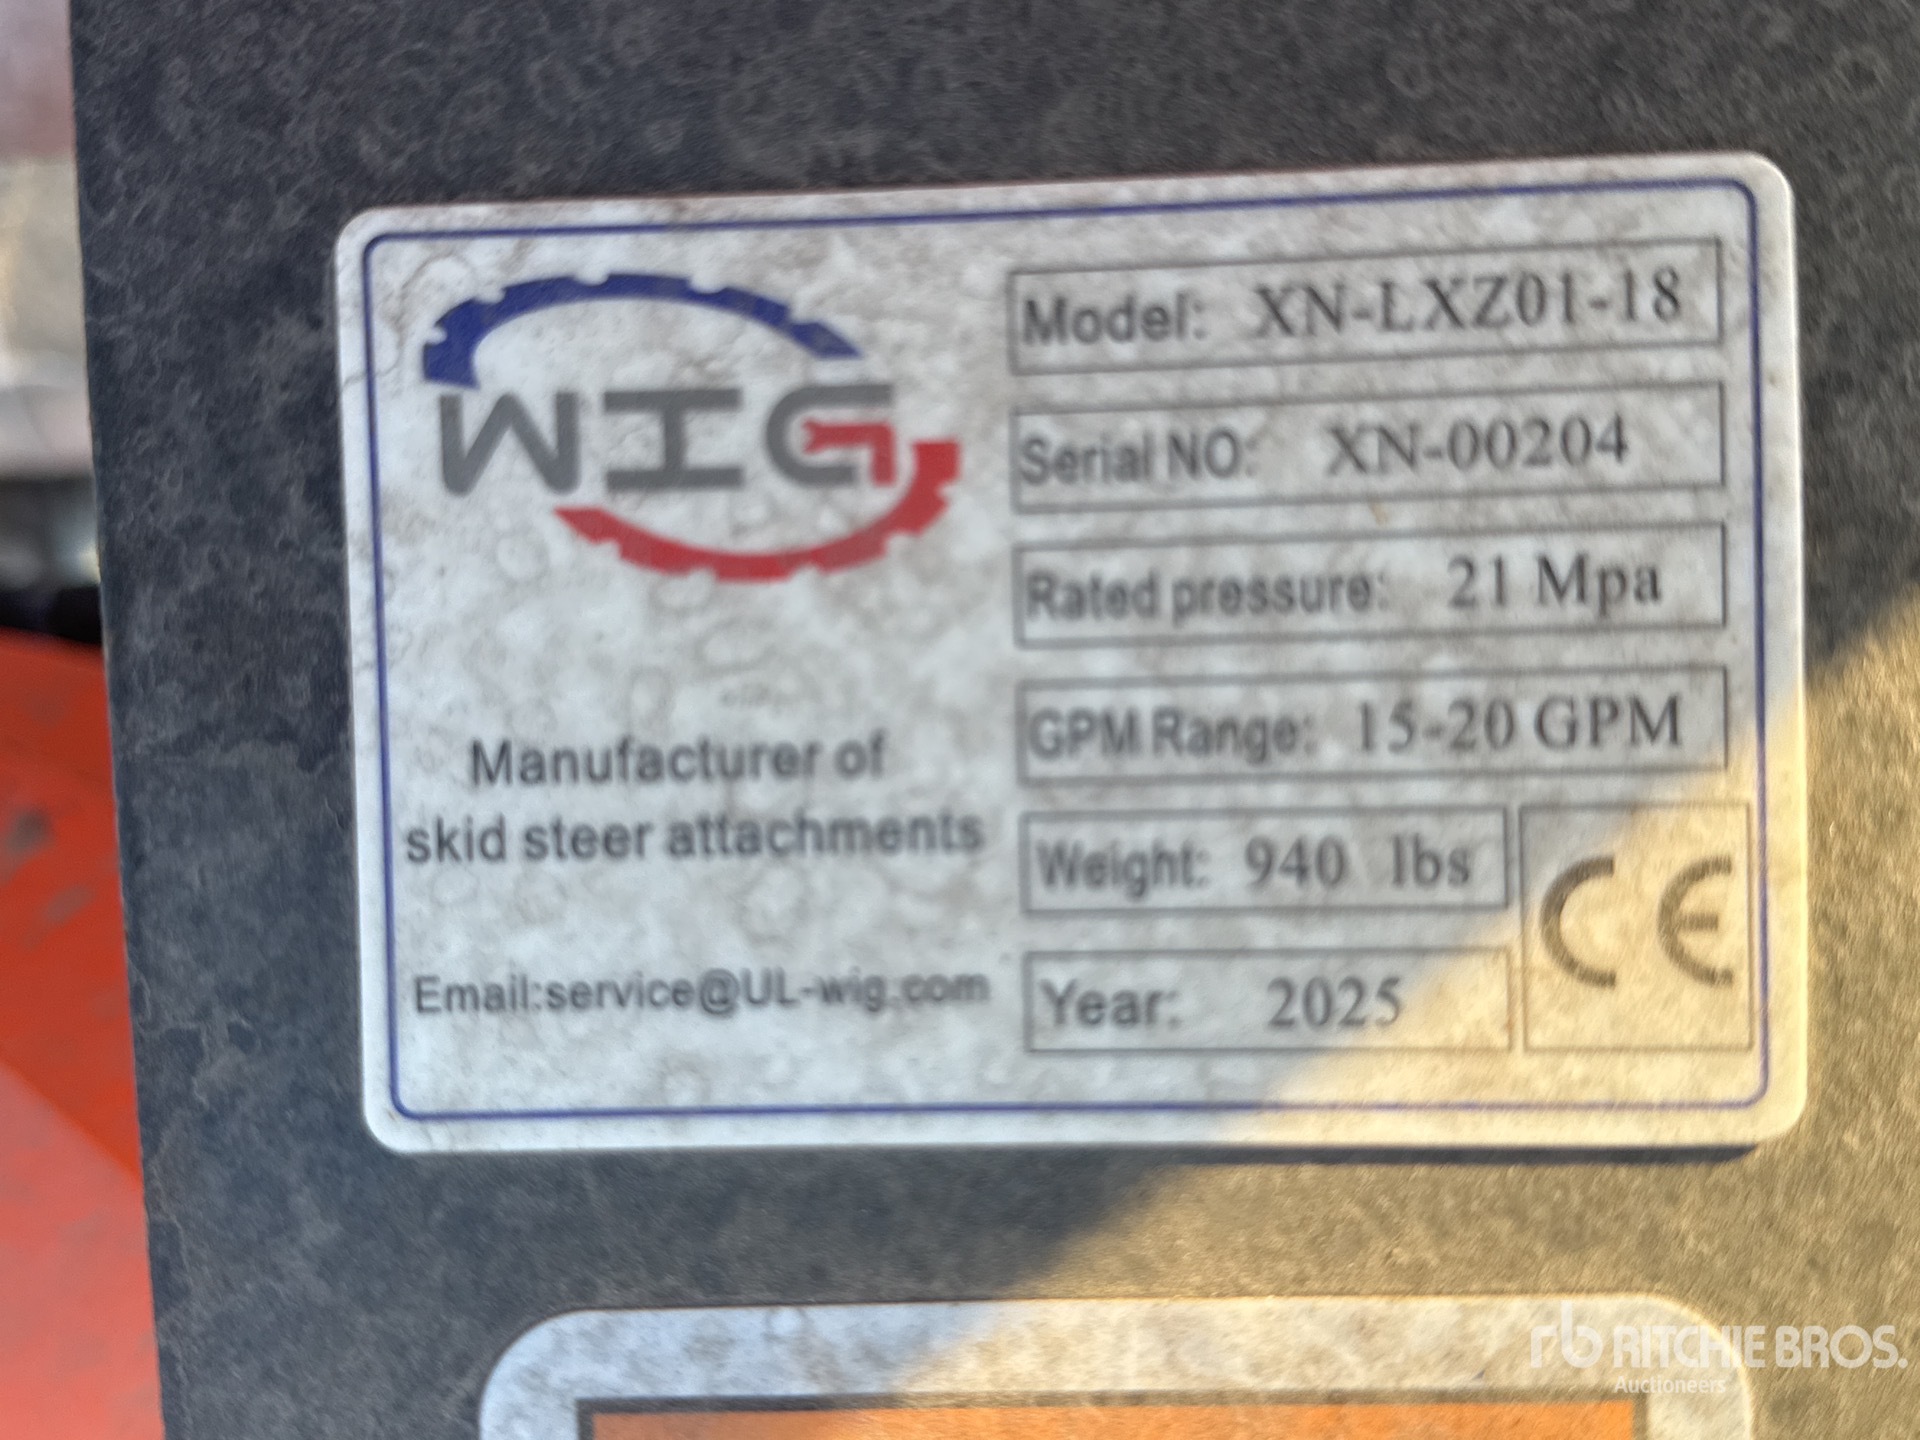 WIG
Manufacturer of
skid steer attachments
Email:service@UL-wig.com
Model: XN-LXZ01-18
Serial NO: XN-00204
Rated pressure: 21 Mpa
GPM Range: 15-20 GPM
Weight: 940 lbs
Year: 2025
CE
rb RITCHIE BROS.
Auctioneers